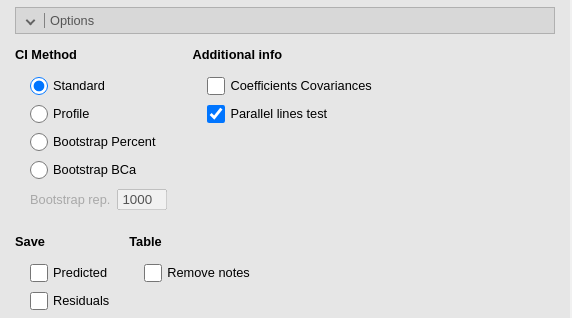 Options
CI Method
Standard
Profile
Bootstrap Percent
Bootstrap BCa
Bootstrap rep. 1000
Additional info
Coefficients Covariances
Parallel lines test
Save
Predicted
Residuals
Table
Remove notes